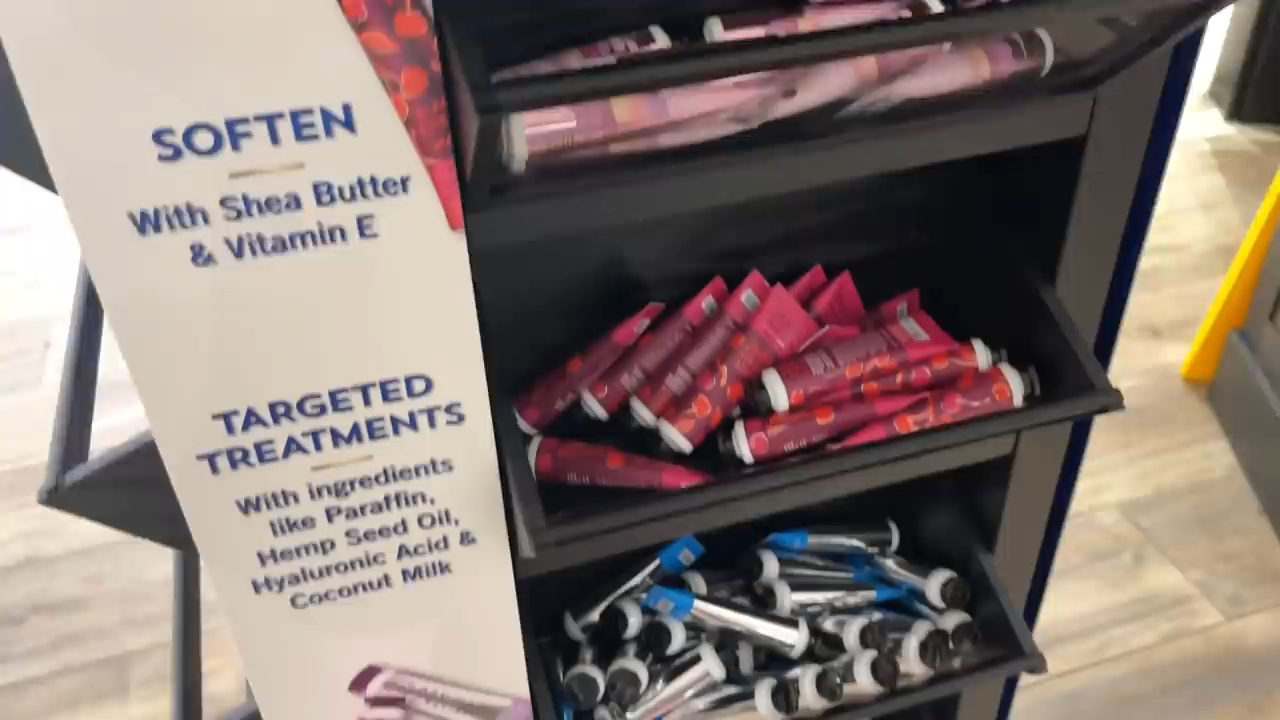 SOFTEN
With Shea Butter
& Vitamin E
TARGETED
TREATMENTS
With ingredients
like Paraffin,
Hemp Seed Oil,
Hyaluronic Acid &
Coconut Milk